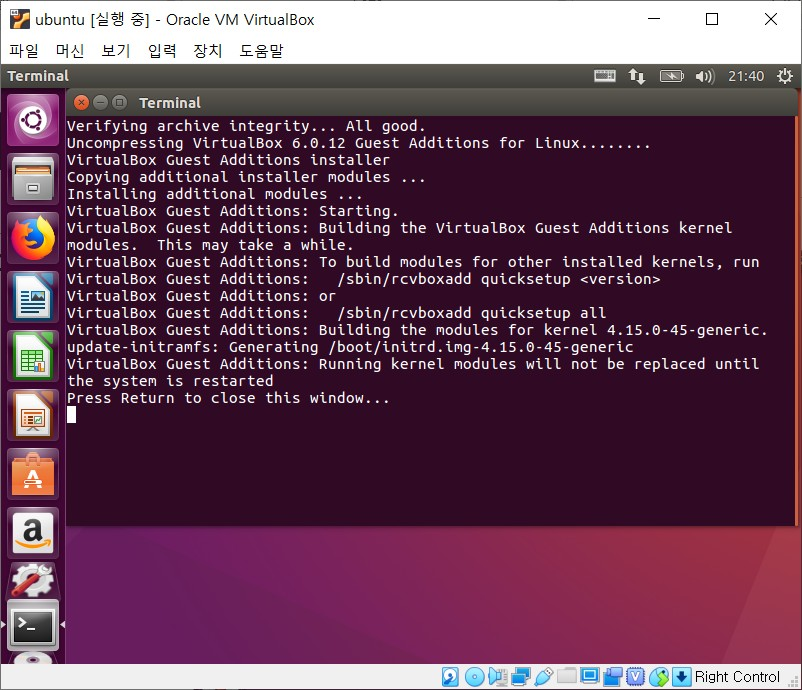 ubuntu [실행 중] - Oracle VM VirtualBox
파일 머신 보기 입력 장치 도움말
Terminal 21:40
Terminal
Verifying archive integrity... All good.
Uncompressing VirtualBox 6.0.12 Guest Additions for Linux........
VirtualBox Guest Additions installer
Copying additional installer modules ...
Installing additional modules ...
VirtualBox Guest Additions: Starting.
VirtualBox Guest Additions: Building the VirtualBox Guest Additions kernel
modules.  This may take a while.
VirtualBox Guest Additions: To build modules for other installed kernels, run
VirtualBox Guest Additions:   /sbin/rcvboxadd quicksetup <version>
VirtualBox Guest Additions: or
VirtualBox Guest Additions:   /sbin/rcvboxadd quicksetup all
VirtualBox Guest Additions: Building the modules for kernel 4.15.0-45-generic.
update-initramfs: Generating /boot/initrd.img-4.15.0-45-generic
VirtualBox Guest Additions: Running kernel modules will not be replaced until
the system is restarted
Press Return to close this window...
Right Control